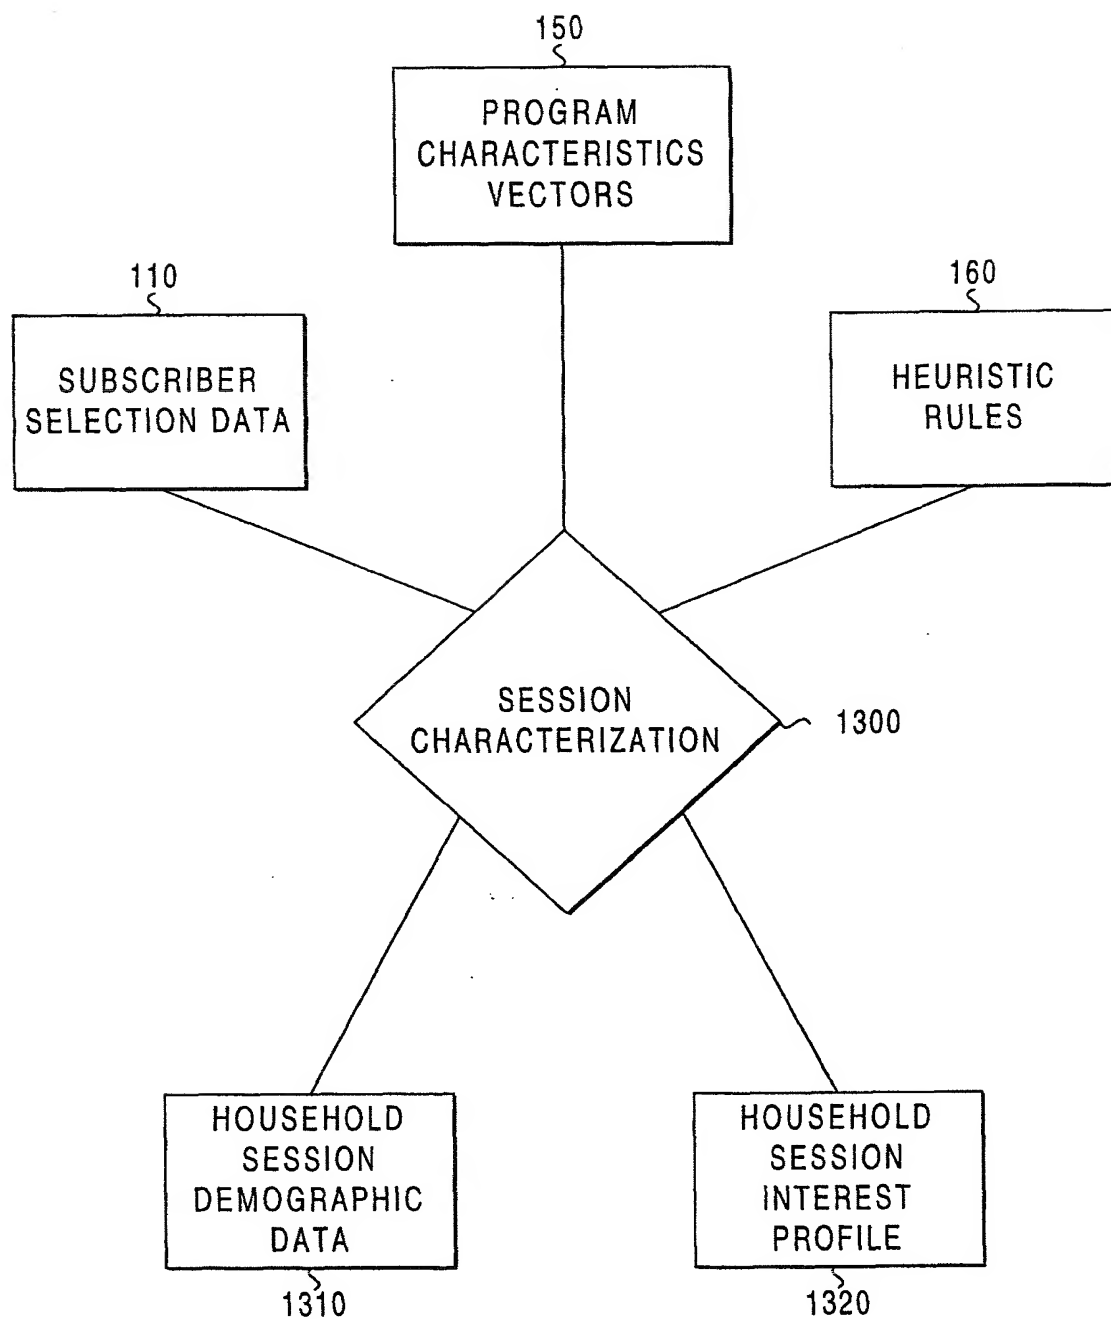 150
PROGRAM
CHARACTERISTICS
VECTORS
110
SUBSCRIBER
SELECTION DATA
160
HEURISTIC
RULES
SESSION
CHARACTERIZATION
1300
HOUSEHOLD
SESSION
DEMOGRAPHIC
DATA
1310
HOUSEHOLD
SESSION
INTEREST
PROFILE
1320